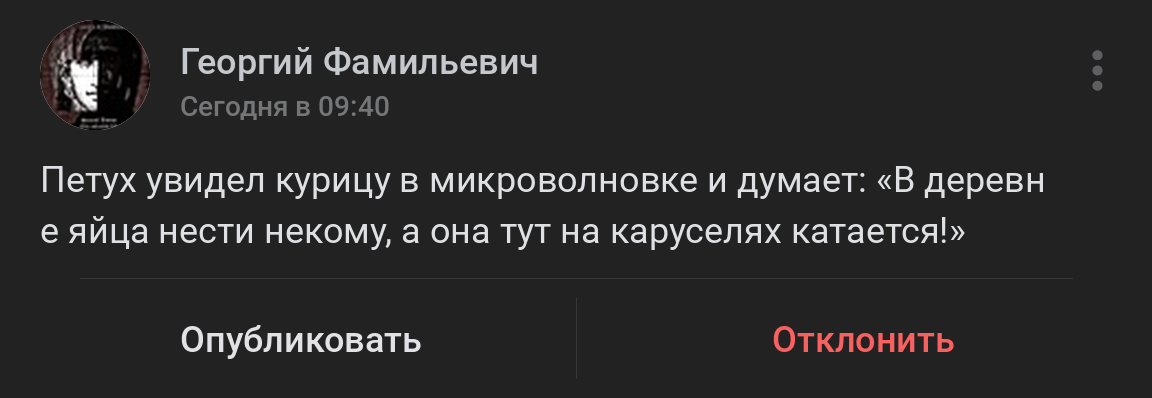 Георгий Фамильевич
Сегодня в 09:40
Петух увидел курицу в микроволновке и думает: «В деревн
е яйца нести некому, а она тут на каруселях катается!»
Опубликовать
Отклонить